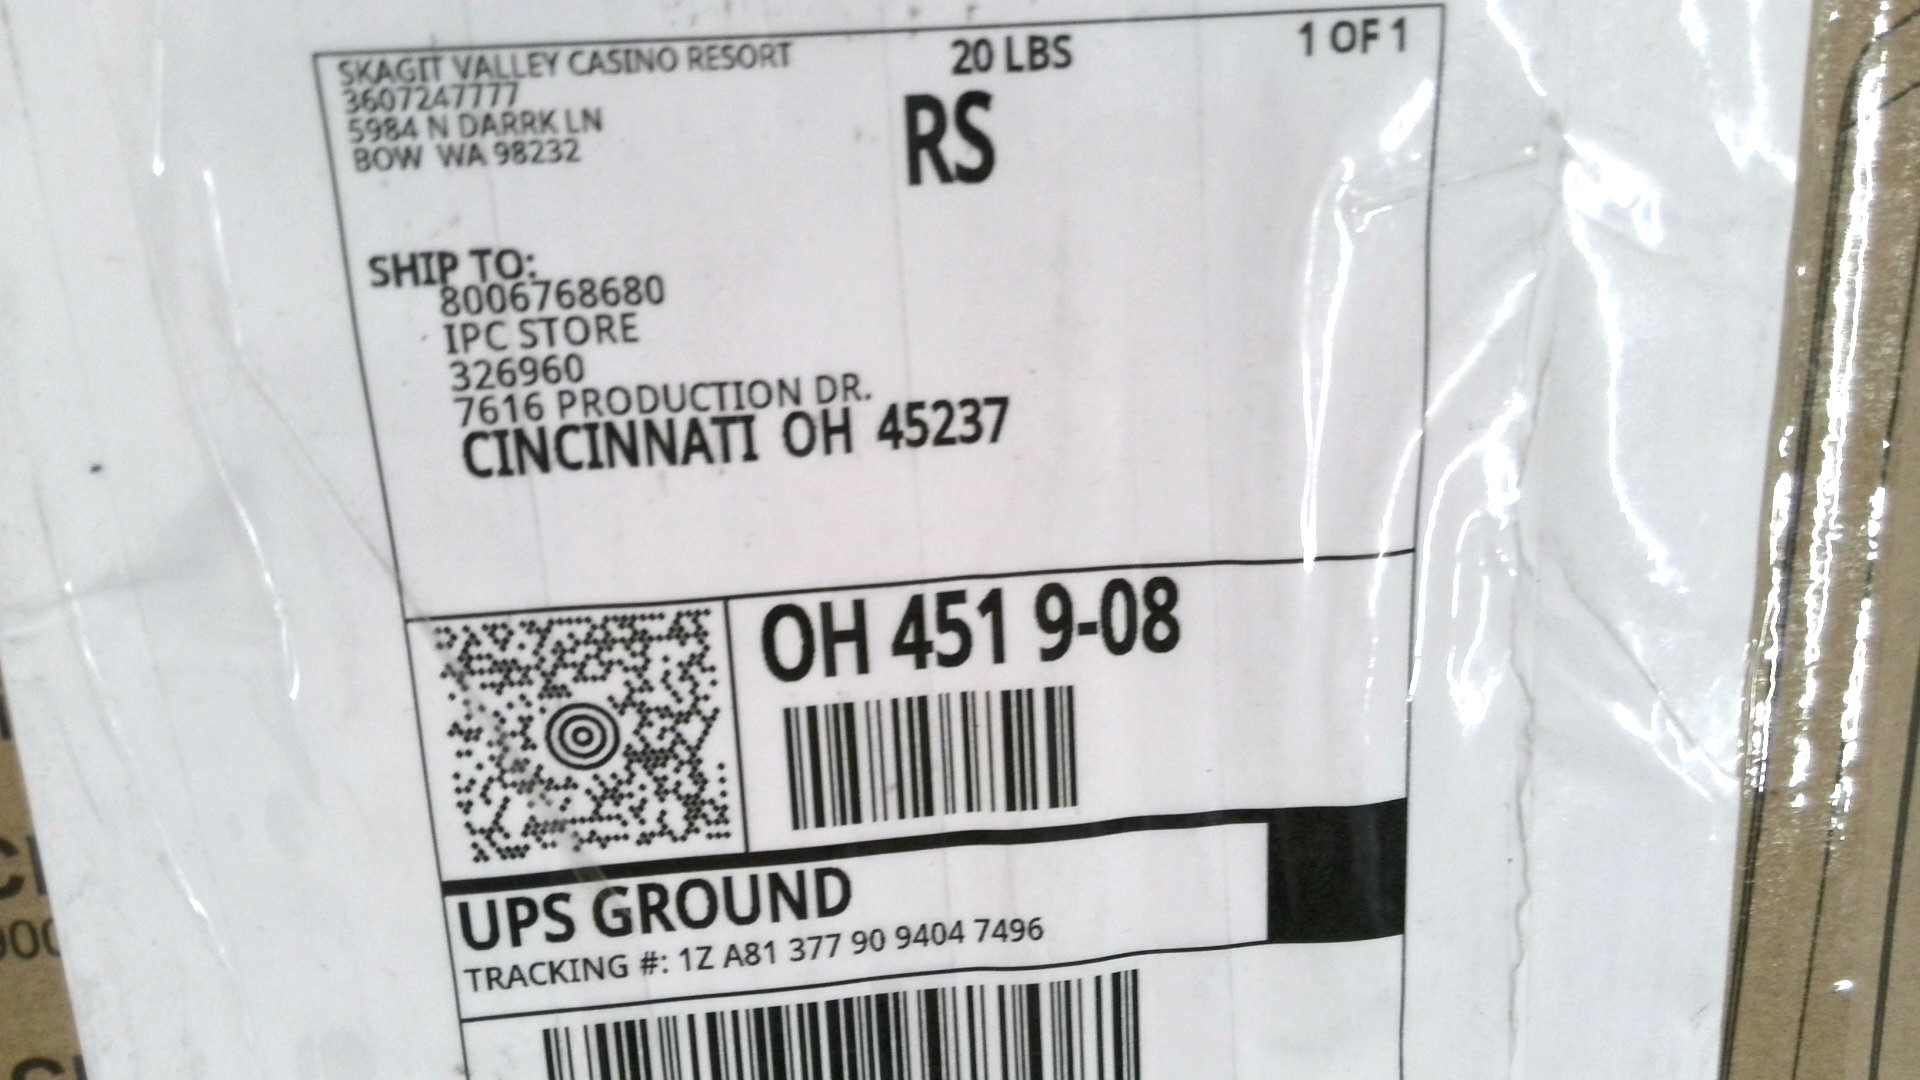 SKAGIT VALLEY CASINO RESORT
3607247777
5984 N DARRK LN
BOW WA 98232
20 LBS
1 OF 1
RS
SHIP TO:
8006768680
IPC STORE
326960
7616 PRODUCTION DR.
CINCINNATI OH 45237
OH 451 9-08
UPS GROUND
TRACKING #: 1Z A81 377 90 9404 7496